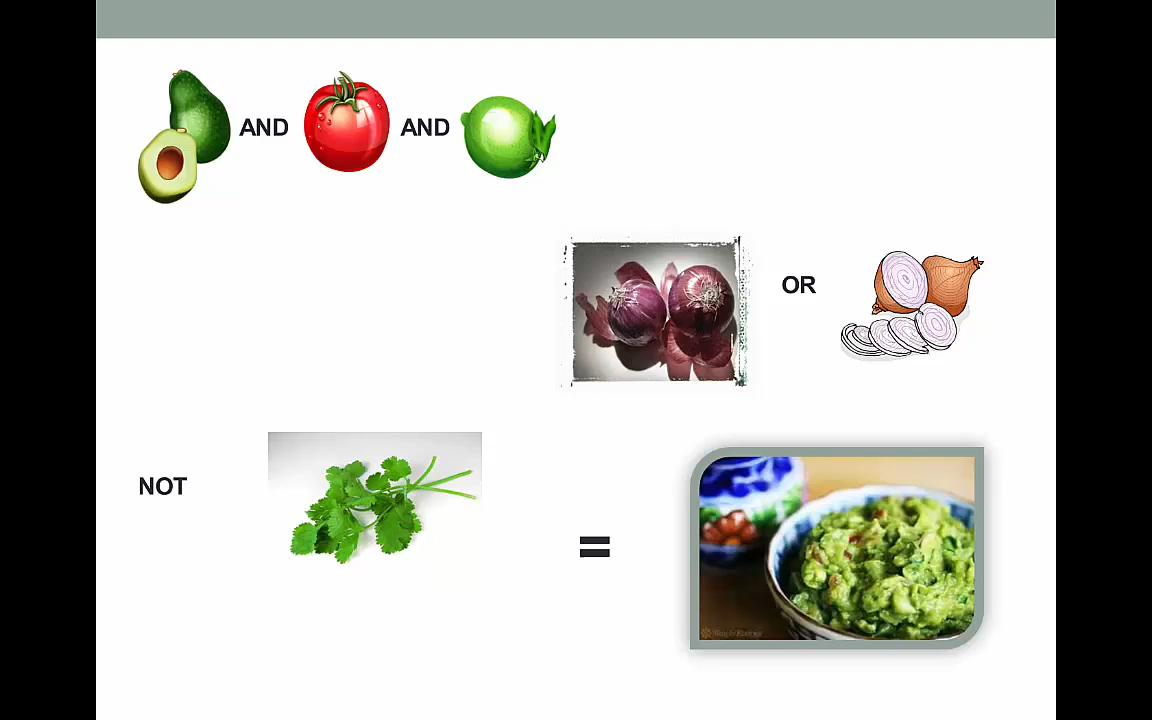 AND AND
OR
NOT
=